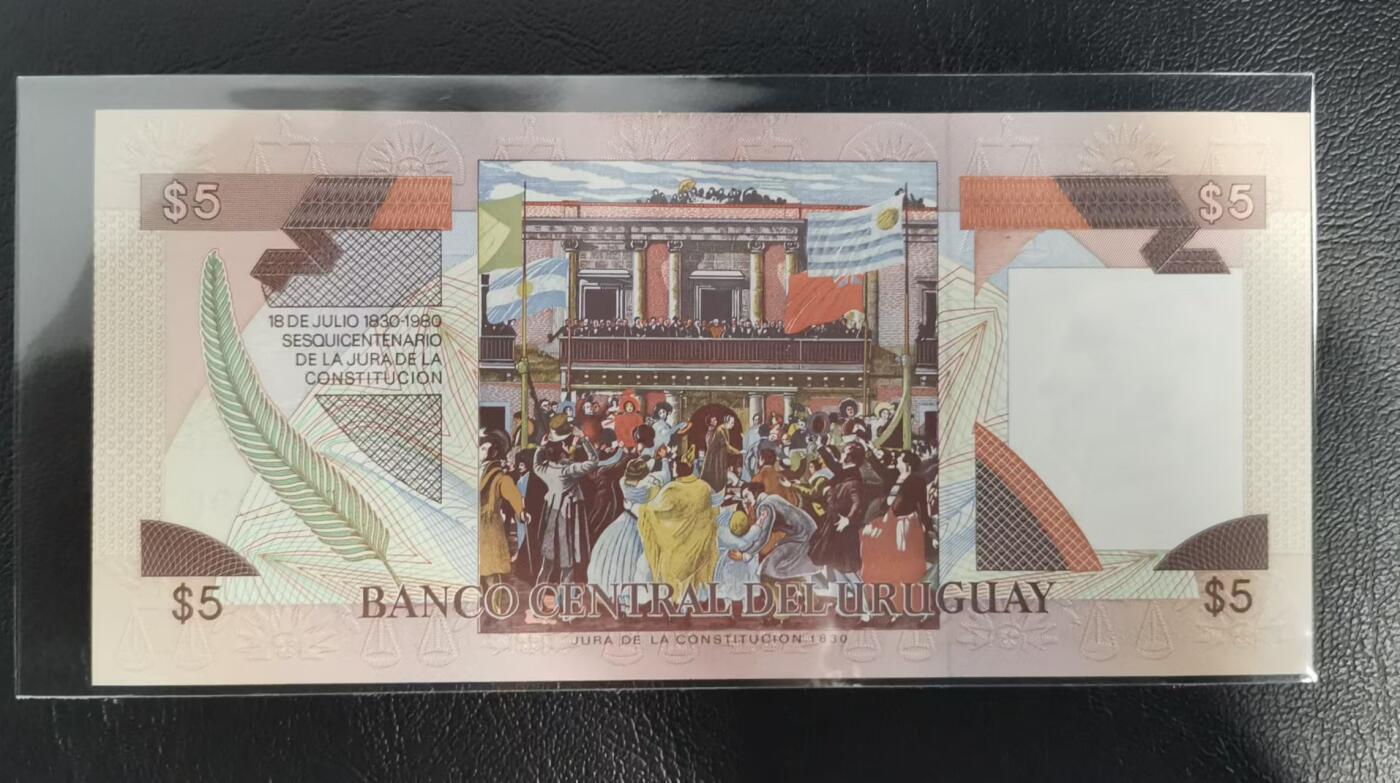 $5
$5
18 DE JULIO 1830-1980
SESQUICENTENARIO
DE LA JURA DE LA
CONSTITUCION
$5
BANCO CENTRAL DEL URUGUAY
$5
JURA DE LA CONSTITUCION 1830